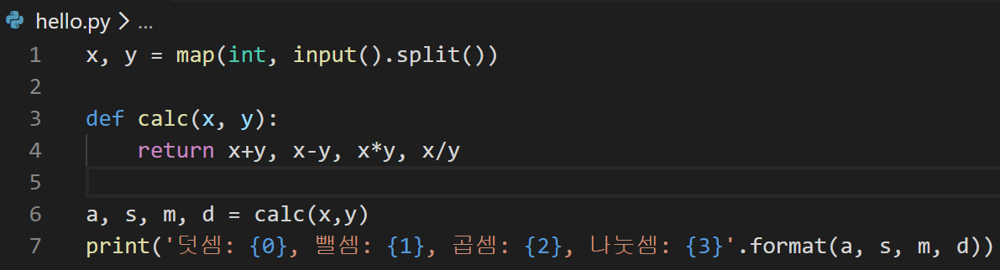 hello.py > ...
1 x, y = map(int, input().split())
2
3 def calc(x, y):
4     return x+y, x-y, x*y, x/y
5
6 a, s, m, d = calc(x,y)
7 print('덧셈: {0}, 뺄셈: {1}, 곱셈: {2}, 나눗셈: {3}'.format(a, s, m, d))